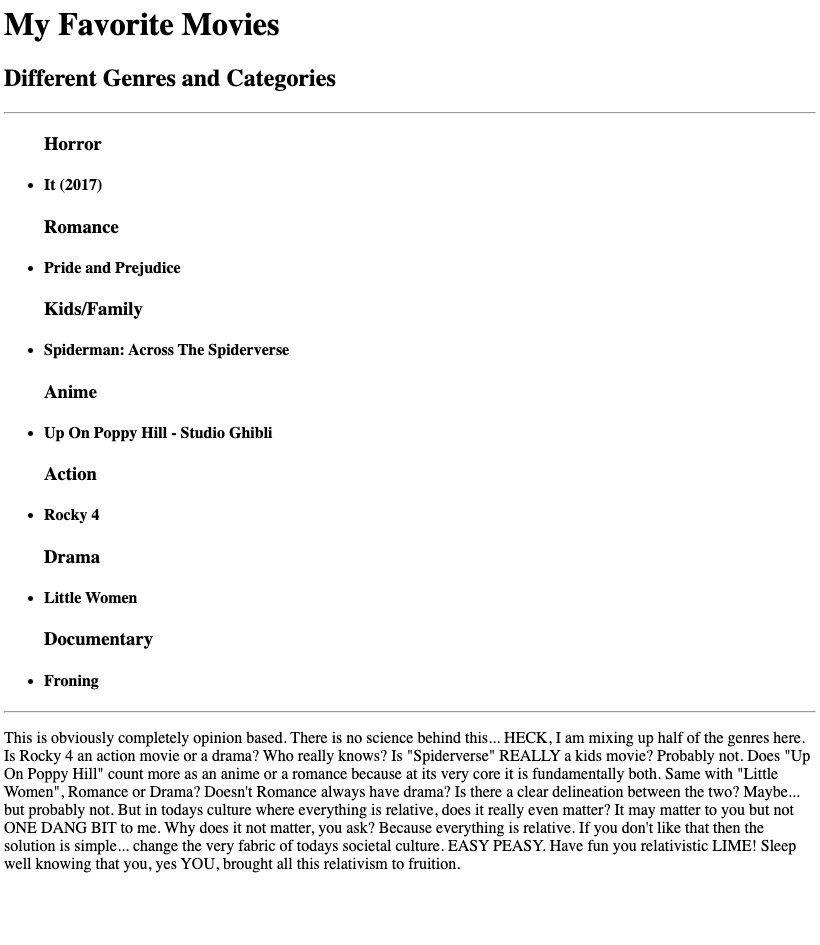 My Favorite Movies
Different Genres and Categories
Horror
• It (2017)
Romance
• Pride and Prejudice
Kids/Family
• Spiderman: Across The Spiderverse
Anime
• Up On Poppy Hill - Studio Ghibli
Action
• Rocky 4
Drama
• Little Women
Documentary
• Froning
This is obviously completely opinion based. There is no science behind this... HECK, I am mixing up half of the genres here.
Is Rocky 4 an action movie or a drama? Who really knows? Is "Spiderverse" REALLY a kids movie? Probably not. Does "Up
On Poppy Hill" count more as an anime or a romance because at its very core it is fundamentally both. Same with "Little
Women", Romance or Drama? Doesn't Romance always have drama? Is there a clear delineation between the two? Maybe...
but probably not. But in todays culture where everything is relative, does it really even matter? It may matter to you but not
ONE DANG BIT to me. Why does it not matter, you ask? Because everything is relative. If you don't like that then the
solution is simple... change the very fabric of todays societal culture. EASY PEASY. Have fun you relativistic LIME! Sleep
well knowing that you, yes YOU, brought all this relativism to fruition.